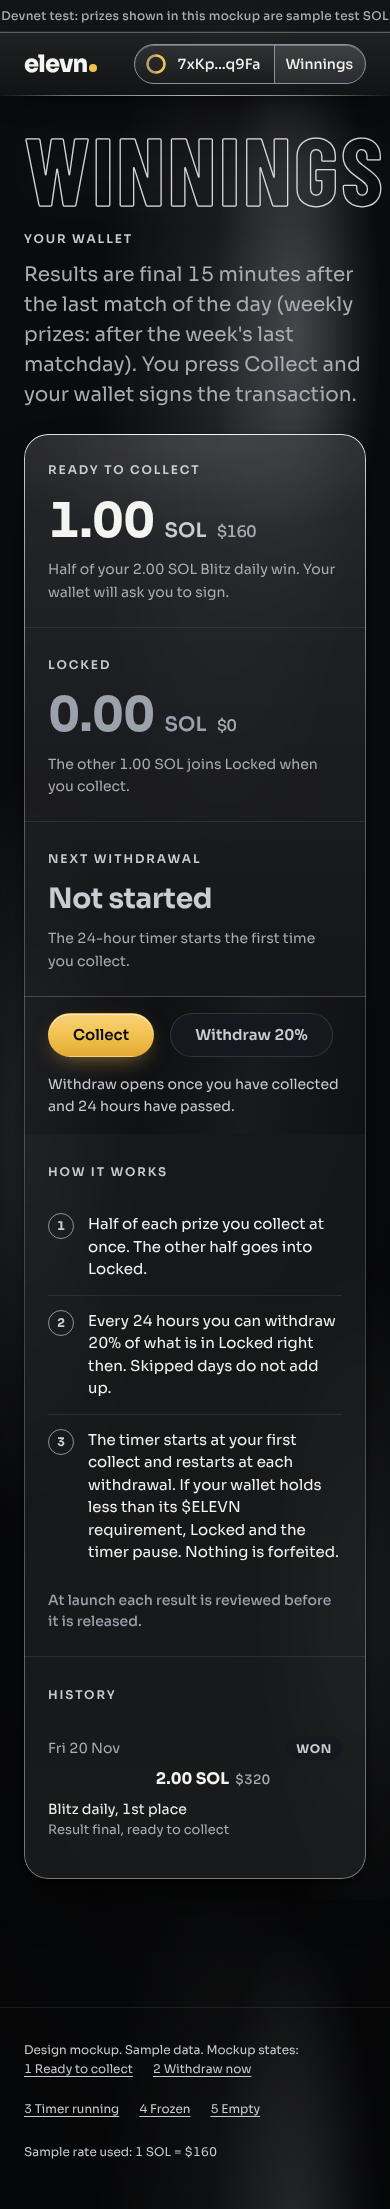 Devnet test: prizes shown in this mockup are sample test SOL
elevn.
7xKp...q9Fa
Winnings
WINNINGS
YOUR WALLET
Results are final 15 minutes after
the last match of the day (weekly
prizes: after the week's last
matchday). You press Collect and
your wallet signs the transaction.
READY TO COLLECT
1.00 SOL $160
Half of your 2.00 SOL Blitz daily win. Your
wallet will ask you to sign.
LOCKED
0.00 SOL $0
The other 1.00 SOL joins Locked when
you collect.
NEXT WITHDRAWAL
Not started
The 24-hour timer starts the first time
you collect.
Collect
Withdraw 20%
Withdraw opens once you have collected
and 24 hours have passed.
HOW IT WORKS
1 Half of each prize you collect at
once. The other half goes into
Locked.
2 Every 24 hours you can withdraw
20% of what is in Locked right
then. Skipped days do not add
up.
3 The timer starts at your first
collect and restarts at each
withdrawal. If your wallet holds
less than its $ELEVN
requirement, Locked and the
timer pause. Nothing is forfeited.
At launch each result is reviewed before
it is released.
HISTORY
Fri 20 Nov
WON
2.00 SOL $320
Blitz daily, 1st place
Result final, ready to collect
Design mockup. Sample data. Mockup states:
1 Ready to collect 2 Withdraw now
3 Timer running 4 Frozen 5 Empty
Sample rate used: 1 SOL = $160